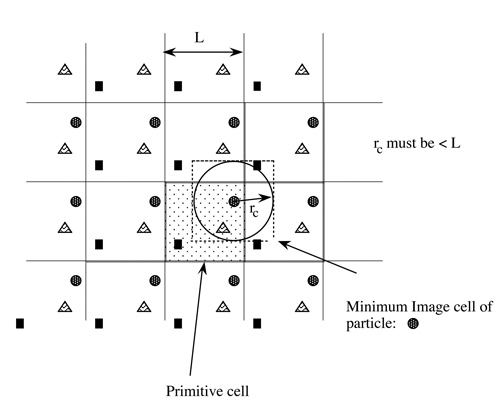 L
r_c must be < L
r_c
Minimum Image cell of
particle:
Primitive cell